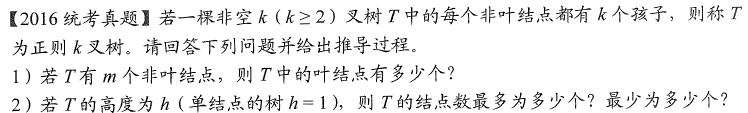 【2016 统考真题】若一棵非空 k（k≥2）叉树 T 中的每个非叶结点都有 k 个孩子，则称 T
为正则 k 叉树。请回答下列问题并给出推导过程。
1）若 T 有 m 个非叶结点，则 T 中的叶结点有多少个？
2）若 T 的高度为 h（单结点的树 h=1），则 T 的结点数最多为多少个？最少为多少个？